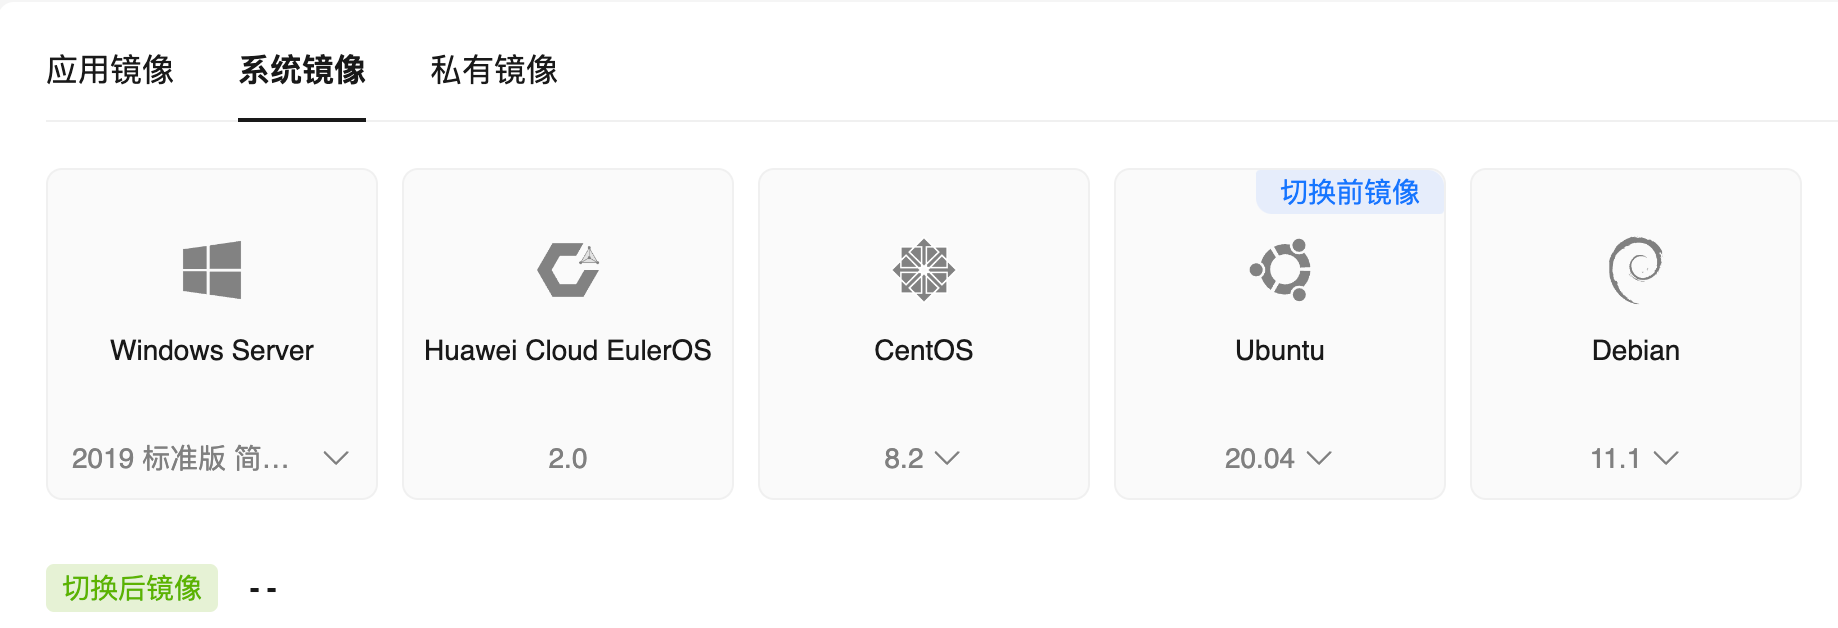 应用镜像 系统镜像 私有镜像
切换前镜像
Windows Server Huawei Cloud EulerOS CentOS Ubuntu Debian
2019 标准版 简... 2.0 8.2 20.04 11.1
切换后镜像 --